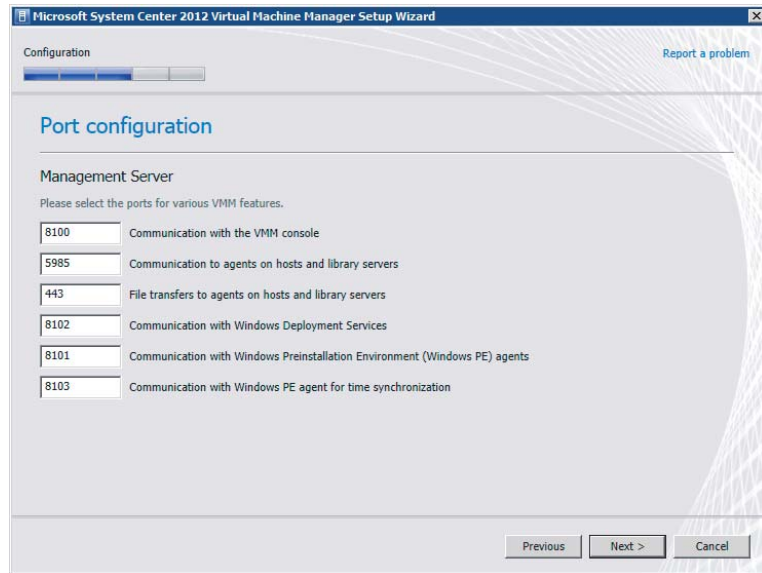 Microsoft System Center 2012 Virtual Machine Manager Setup Wizard
Configuration
Report a problem
Port configuration
Management Server
Please select the ports for various VMM features.
8100 Communication with the VMM console
5985 Communication to agents on hosts and library servers
443 File transfers to agents on hosts and library servers
8102 Communication with Windows Deployment Services
8101 Communication with Windows Preinstallation Environment (Windows PE) agents
8103 Communication with Windows PE agent for time synchronization
Previous Next > Cancel